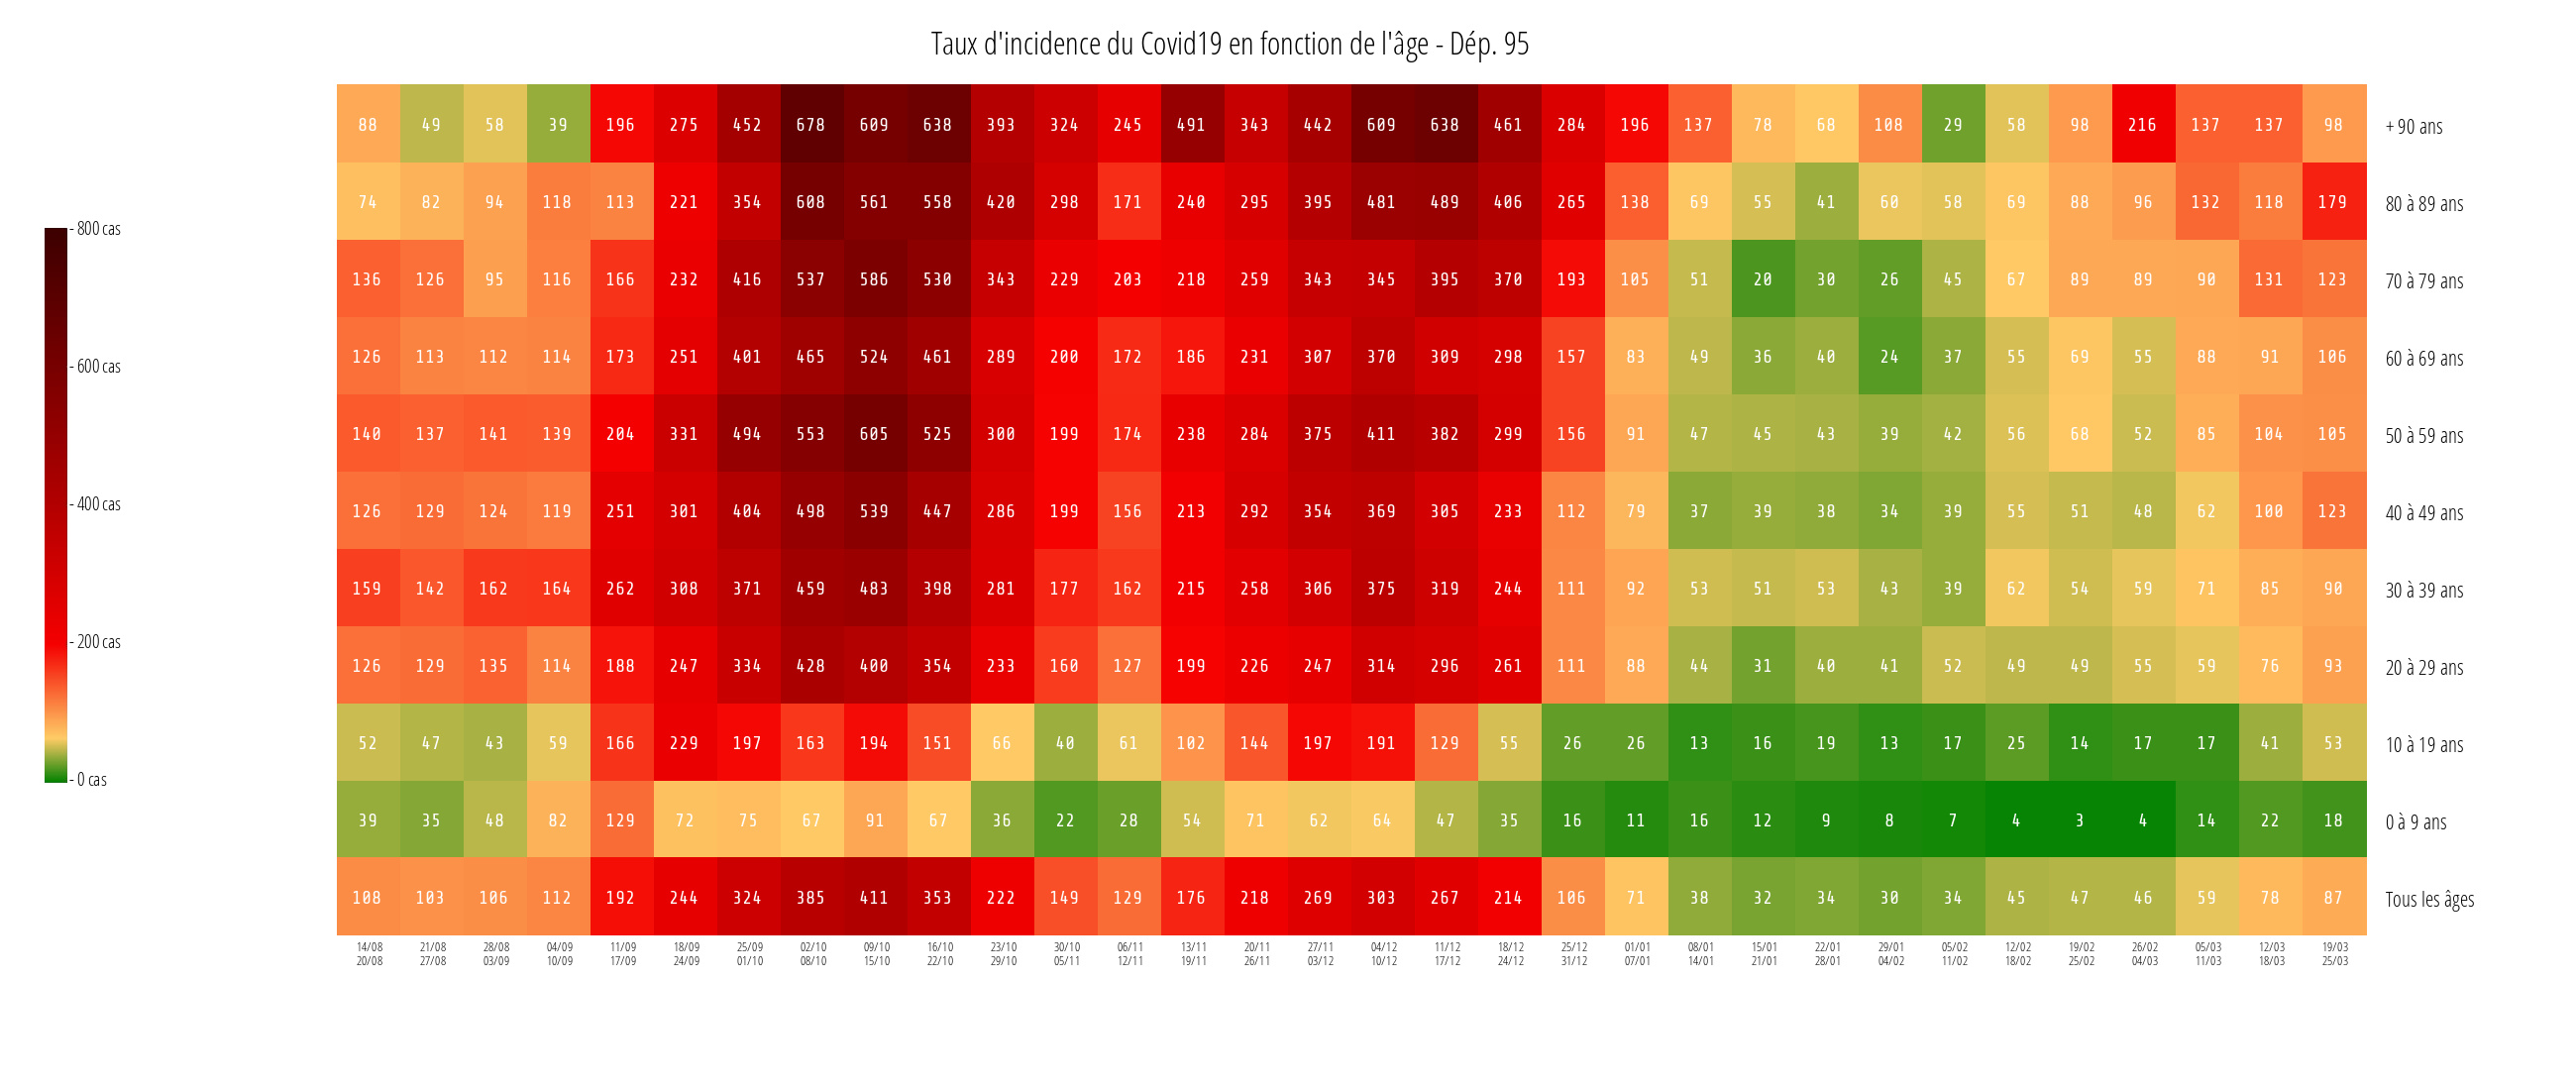 Taux d'incidence du Covid19 en fonction de l'âge - Dép. 95
- 800 cas
- 600 cas
- 400 cas
- 200 cas
- 0 cas
88 49 58 39 196 275 452 678 609 638 393 324 245 491 343 442 609 638 461 284 196 137 78 68 108 29 58 98 216 137 137 98 + 90 ans
74 82 94 118 113 221 354 608 561 558 420 298 171 240 295 395 481 489 406 265 138 69 55 41 60 58 69 88 96 132 118 179 80 à 89 ans
136 126 95 116 166 232 416 537 586 530 343 229 203 218 259 343 345 395 370 193 105 51 20 30 26 45 67 89 89 90 131 123 70 à 79 ans
126 113 112 114 173 251 401 465 524 461 289 200 172 186 231 307 370 309 298 157 83 49 36 40 24 37 55 69 55 88 91 106 60 à 69 ans
140 137 141 139 204 331 494 553 605 525 300 199 174 238 284 375 411 382 299 156 91 47 45 43 39 42 56 68 52 85 104 105 50 à 59 ans
126 129 124 119 251 301 404 498 539 447 286 199 156 213 292 354 369 305 233 112 79 37 39 38 34 39 55 51 48 62 100 123 40 à 49 ans
159 142 162 164 262 308 371 459 483 398 281 177 162 215 258 306 375 319 244 111 92 53 51 53 43 39 62 54 59 71 85 90 30 à 39 ans
126 129 135 114 188 247 334 428 400 354 233 160 127 199 226 247 314 296 261 111 88 44 31 40 41 52 49 49 55 59 76 93 20 à 29 ans
52 47 43 59 166 229 197 163 194 151 66 40 61 102 144 197 191 129 55 26 26 13 16 19 13 17 25 14 17 17 41 53 10 à 19 ans
39 35 48 82 129 72 75 67 91 67 36 22 28 54 71 62 64 47 35 16 11 16 12 9 8 7 4 3 4 14 22 18 0 à 9 ans
108 103 106 112 192 244 324 385 411 353 222 149 129 176 218 269 303 267 214 106 71 38 32 34 30 34 45 47 46 59 78 87 Tous les âges
14/08 21/08 28/08 04/09 11/09 18/09 25/09 02/10 09/10 16/10 23/10 30/10 06/11 13/11 20/11 27/11 04/12 11/12 18/12 25/12 01/01 08/01 15/01 22/01 29/01 05/02 12/02 19/02 26/02 05/03 12/03 19/03
20/08 27/08 03/09 10/09 17/09 24/09 01/10 08/10 15/10 22/10 29/10 05/11 12/11 19/11 26/11 03/12 10/12 17/12 24/12 31/12 07/01 14/01 21/01 28/01 04/02 11/02 18/02 25/02 04/03 11/03 18/03 25/03